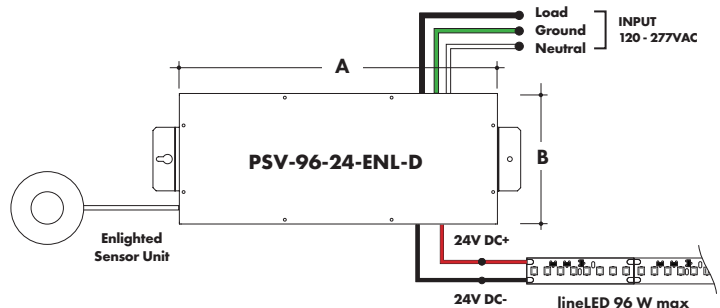 Load
Ground
Neutral
INPUT
120 - 277VAC
A
PSV-96-24-ENL-D
B
Enlighted
Sensor Unit
24V DC+
24V DC-
lineLED 96 W max